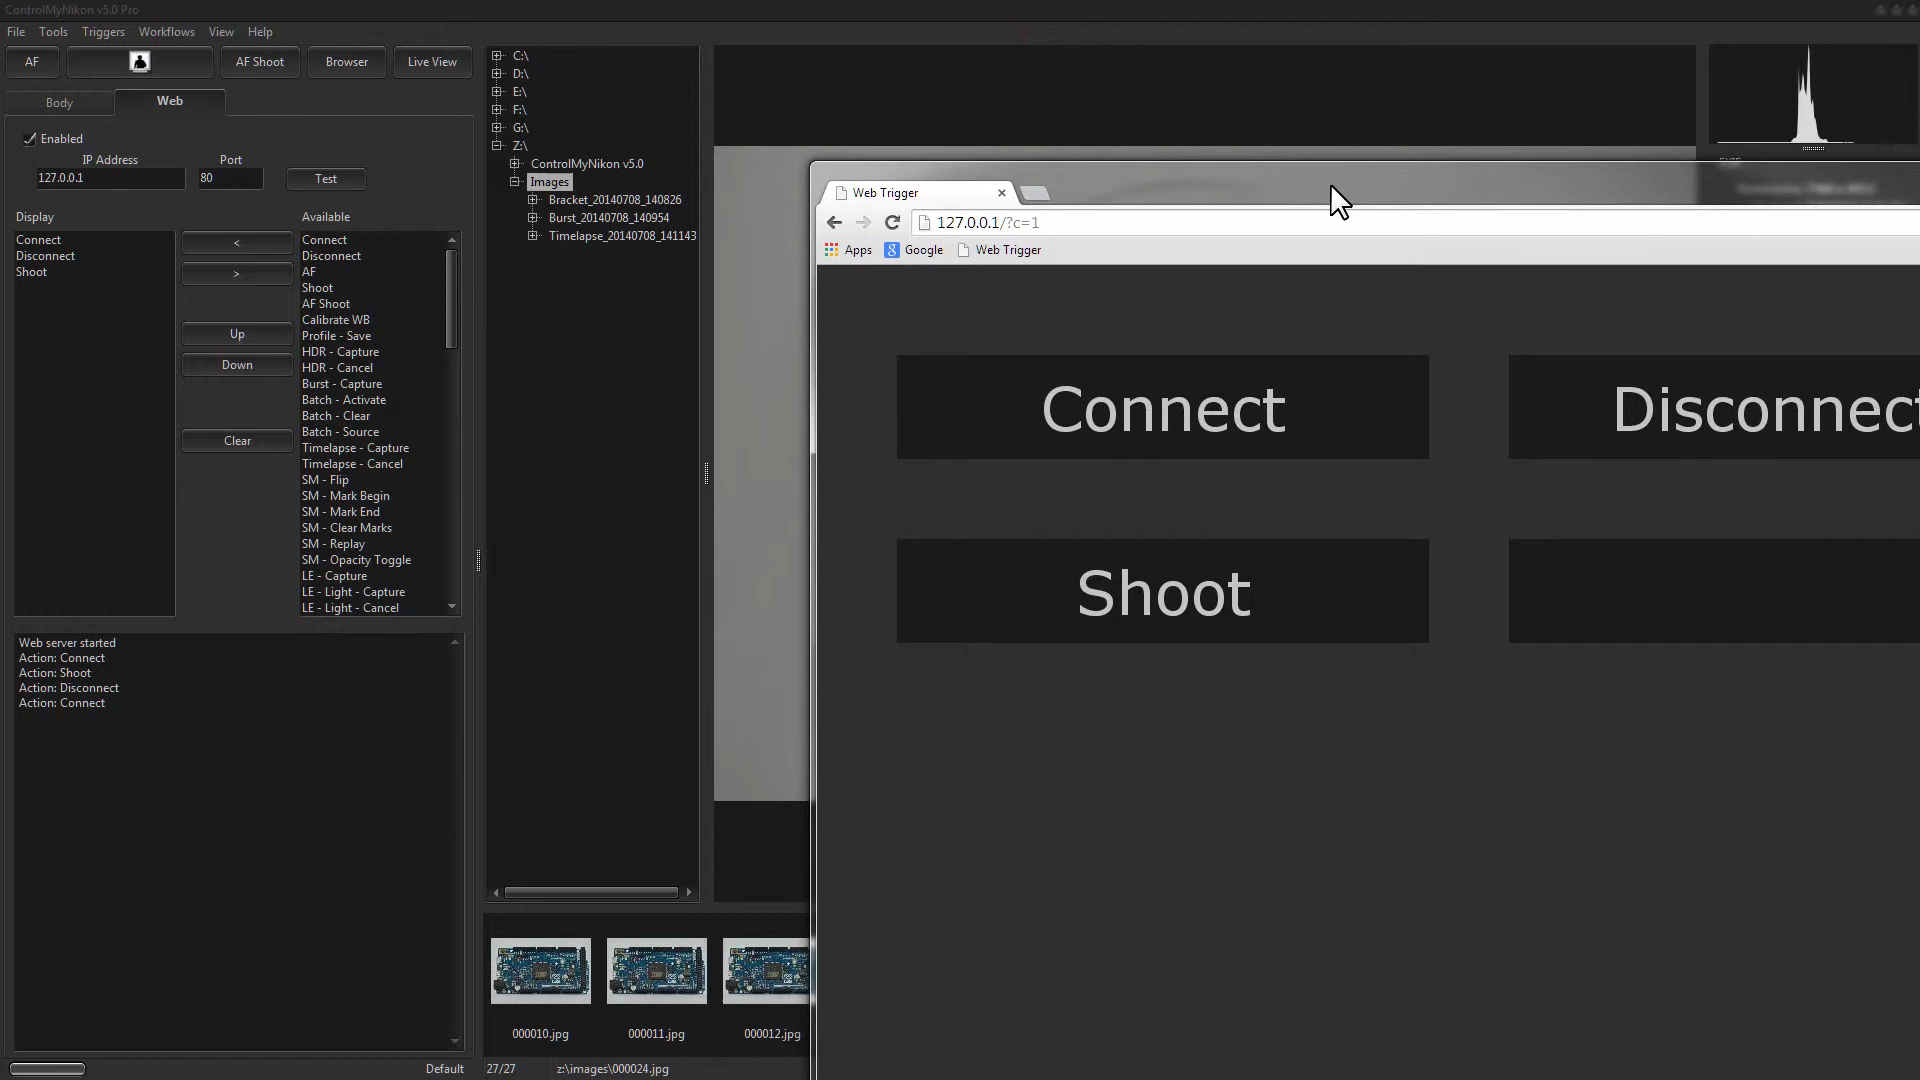 ControlMyNikon v5.0 Pro
File Tools Triggers Workflows View Help
AF AF Shoot Browser Live View
Body Web
Enabled
IP Address Port
127.0.0.1 80 Test
Display Available
Connect
Disconnect
Shoot
<
>
Up
Down
Clear
Connect
Disconnect
AF
Shoot
AF Shoot
Calibrate WB
Profile - Save
HDR - Capture
HDR - Cancel
Burst - Capture
Batch - Activate
Batch - Clear
Batch - Source
Timelapse - Capture
Timelapse - Cancel
SM - Flip
SM - Mark Begin
SM - Mark End
SM - Clear Marks
SM - Replay
SM - Opacity Toggle
LE - Capture
LE - Light - Capture
LE - Light - Cancel
Web server started
Action: Connect
Action: Shoot
Action: Disconnect
Action: Connect
Default
C:\
D:\
E:\
F:\
G:\
Z:\
ControlMyNikon v5.0
Images
Bracket_20140708_140826
Burst_20140708_140954
Timelapse_20140708_141143
000010.jpg 000011.jpg 000012.jpg
27/27 z:\images\000024.jpg
Web Trigger
127.0.0.1/?c=1
Apps Google Web Trigger
Connect Disconnect
Shoot